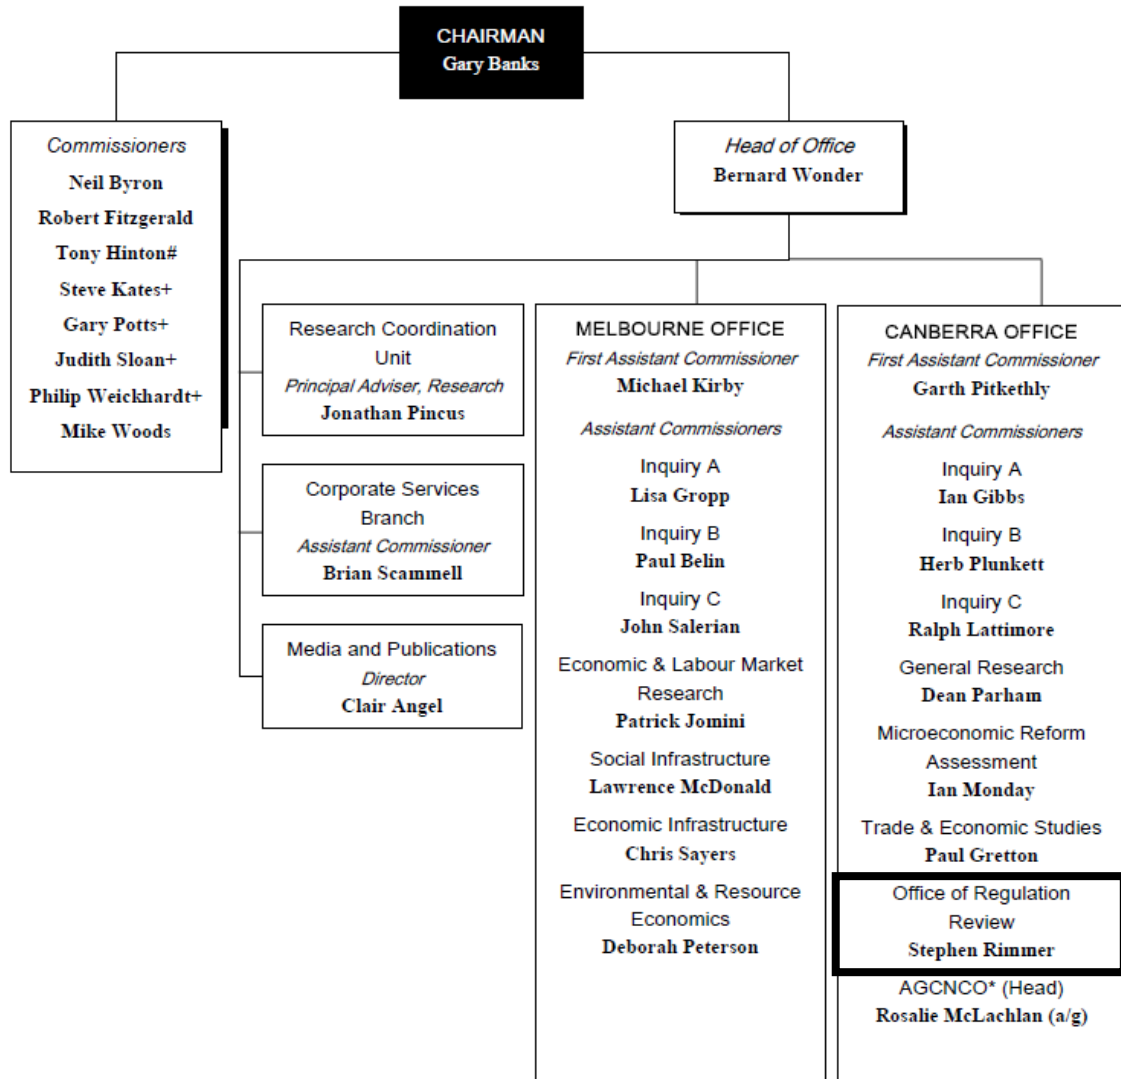 CHAIRMAN
Gary Banks
Commissioners
Neil Byron
Robert Fitzgerald
Tony Hinton#
Steve Kates+
Gary Potts+
Judith Sloan+
Philip Weickhardt+
Mike Woods
Head of Office
Bernard Wonder
Research Coordination
Unit
Principal Adviser, Research
Jonathan Pincus
Corporate Services
Branch
Assistant Commissioner
Brian Scammell
Media and Publications
Director
Clair Angel
MELBOURNE OFFICE
First Assistant Commissioner
Michael Kirby
Assistant Commissioners
Inquiry A
Lisa Gropp
Inquiry B
Paul Belin
Inquiry C
John Salerian
Economic & Labour Market
Research
Patrick Jomini
Social Infrastructure
Lawrence McDonald
Economic Infrastructure
Chris Sayers
Environmental & Resource
Economics
Deborah Peterson
CANBERRA OFFICE
First Assistant Commissioner
Garth Pitkethly
Assistant Commissioners
Inquiry A
Ian Gibbs
Inquiry B
Herb Plunkett
Inquiry C
Ralph Lattimore
General Research
Dean Parham
Microeconomic Reform
Assessment
Ian Monday
Trade & Economic Studies
Paul Gretton
Office of Regulation
Review
Stephen Rimmer
AGCNCO* (Head)
Rosalie McLachlan (a/g)